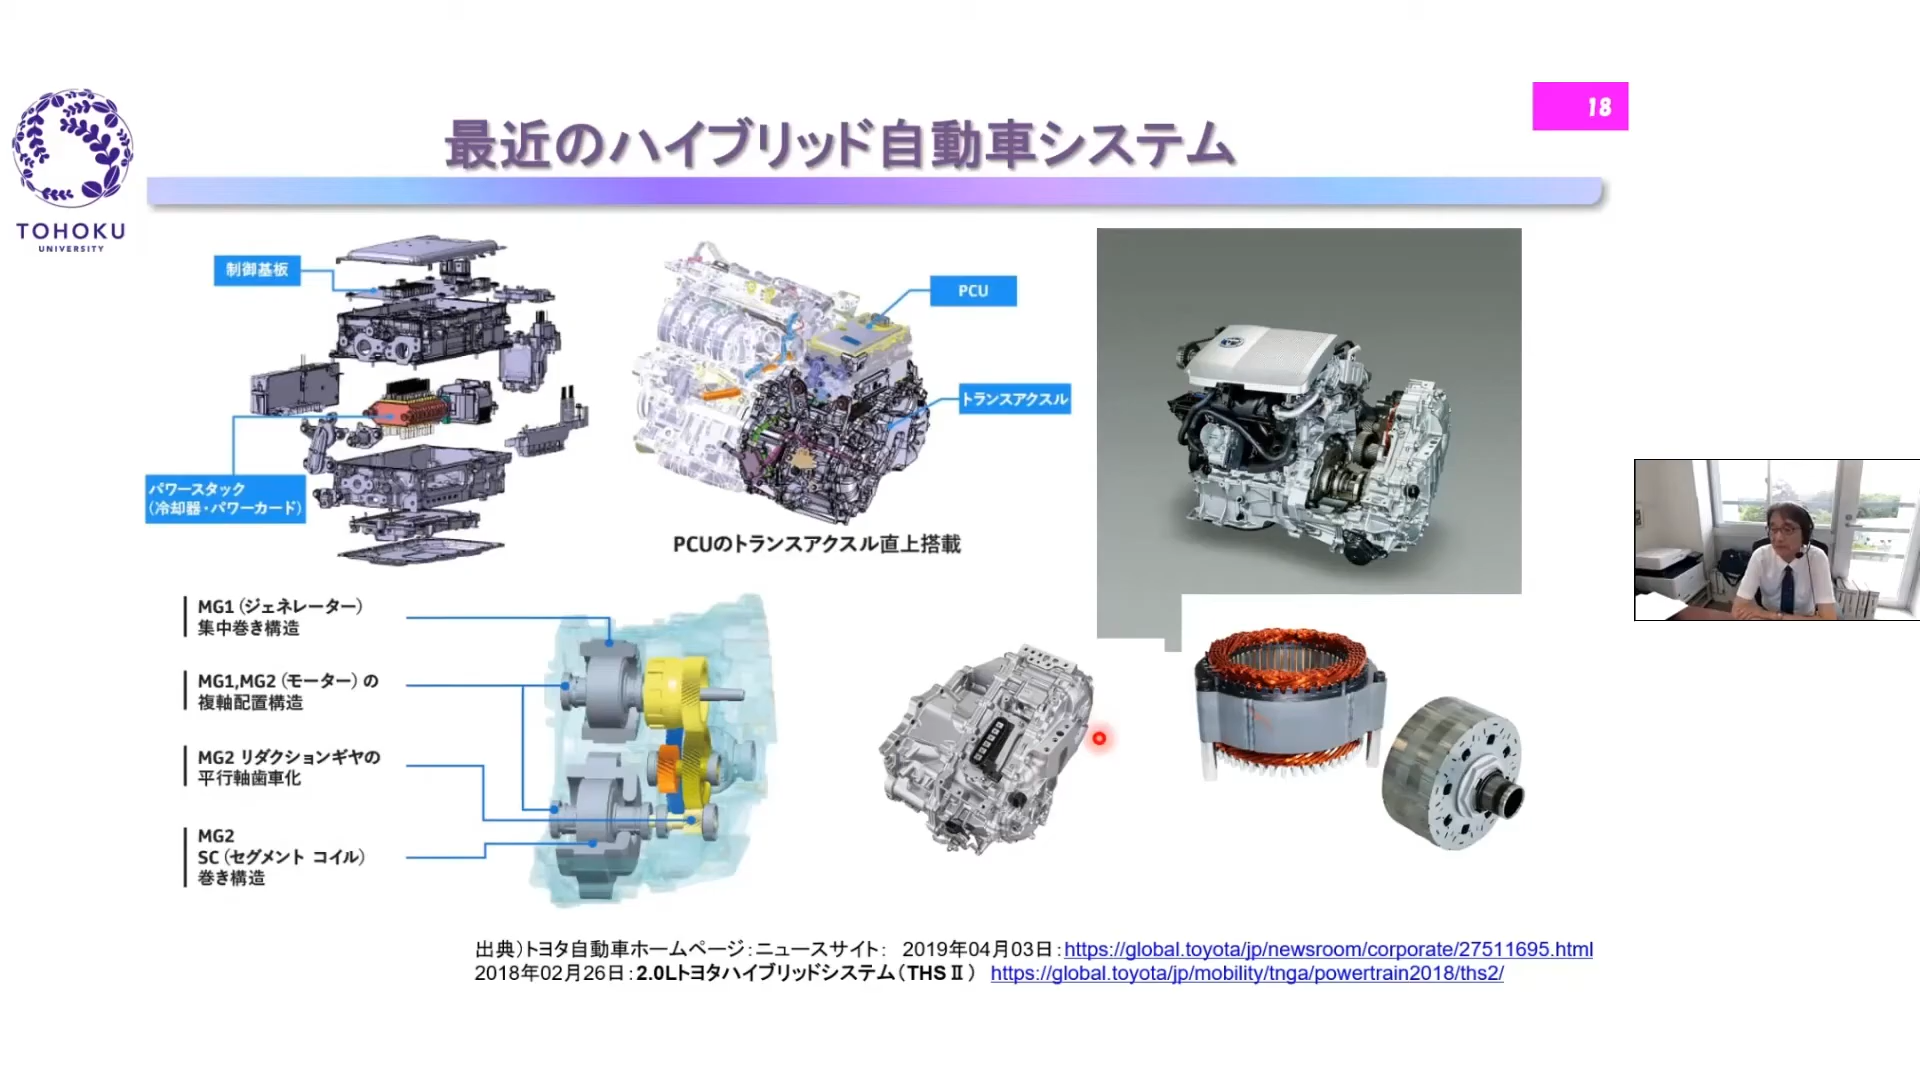 18
最近のハイブリッド自動車システム
TOHOKU
UNIVERSITY
制御基板
パワースタック
（冷却器・パワーカード）
PCU
トランスアクスル
PCUのトランスアクスル直上搭載
MG1（ジェネレーター）
集中巻き構造
MG1,MG2（モーター）の
複軸配置構造
MG2 リダクションギヤの
平行軸歯車化
MG2
SC（セグメント コイル）
巻き構造
出典）トヨタ自動車ホームページ：ニュースサイト： 2019年04月03日：https://global.toyota/jp/newsroom/corporate/27511695.html
2018年02月26日：2.0Lトヨタハイブリッドシステム（THSⅡ） https://global.toyota/jp/mobility/tnga/powertrain2018/ths2/